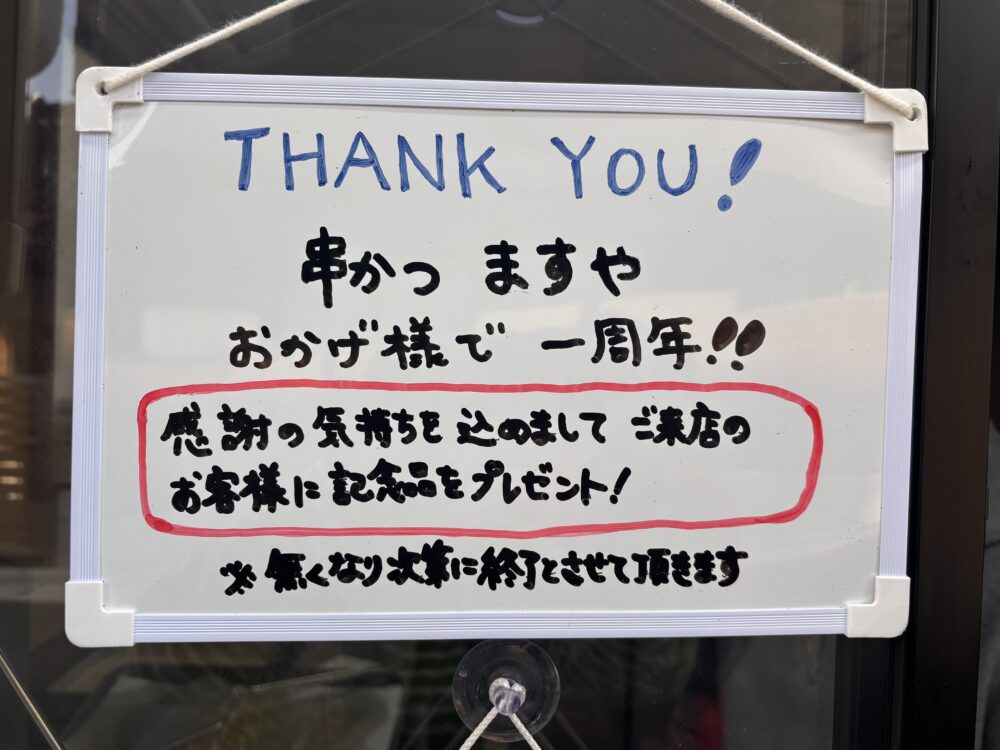 THANK YOU!
串かつ ますや
おかげ様で 一周年!!
感謝の気持ちを込めまして ご来店の
お客様に記念品をプレゼント!
※無くなり次第に終了とさせて頂きます